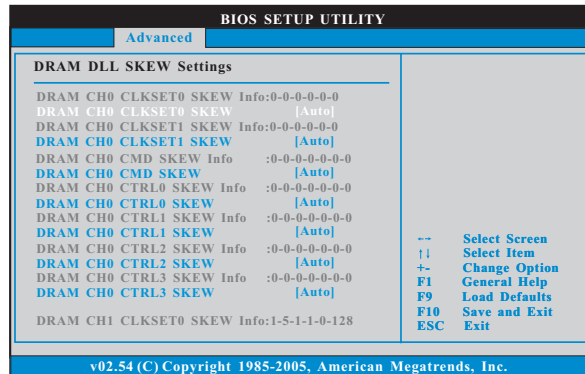 BIOS SETUP UTILITY
Advanced
DRAM DLL SKEW Settings
DRAM CH0 CLKSET0 SKEW Info:0-0-0-0-0-0
DRAM CH0 CLKSET0 SKEW [Auto]
DRAM CH0 CLKSET1 SKEW Info:0-0-0-0-0-0
DRAM CH0 CLKSET1 SKEW [Auto]
DRAM CH0 CMD SKEW Info :0-0-0-0-0-0-0
DRAM CH0 CMD SKEW [Auto]
DRAM CH0 CTRL0 SKEW Info :0-0-0-0-0-0-0
DRAM CH0 CTRL0 SKEW [Auto]
DRAM CH0 CTRL1 SKEW Info :0-0-0-0-0-0-0
DRAM CH0 CTRL1 SKEW [Auto]
DRAM CH0 CTRL2 SKEW Info :0-0-0-0-0-0-0
DRAM CH0 CTRL2 SKEW [Auto]
DRAM CH0 CTRL3 SKEW Info :0-0-0-0-0-0-0
DRAM CH0 CTRL3 SKEW [Auto]
DRAM CH1 CLKSET0 SKEW Info:1-5-1-1-0-128
←→ Select Screen
↑↓ Select Item
+- Change Option
F1 General Help
F9 Load Defaults
F10 Save and Exit
ESC Exit
v02.54 (C) Copyright 1985-2005, American Megatrends, Inc.